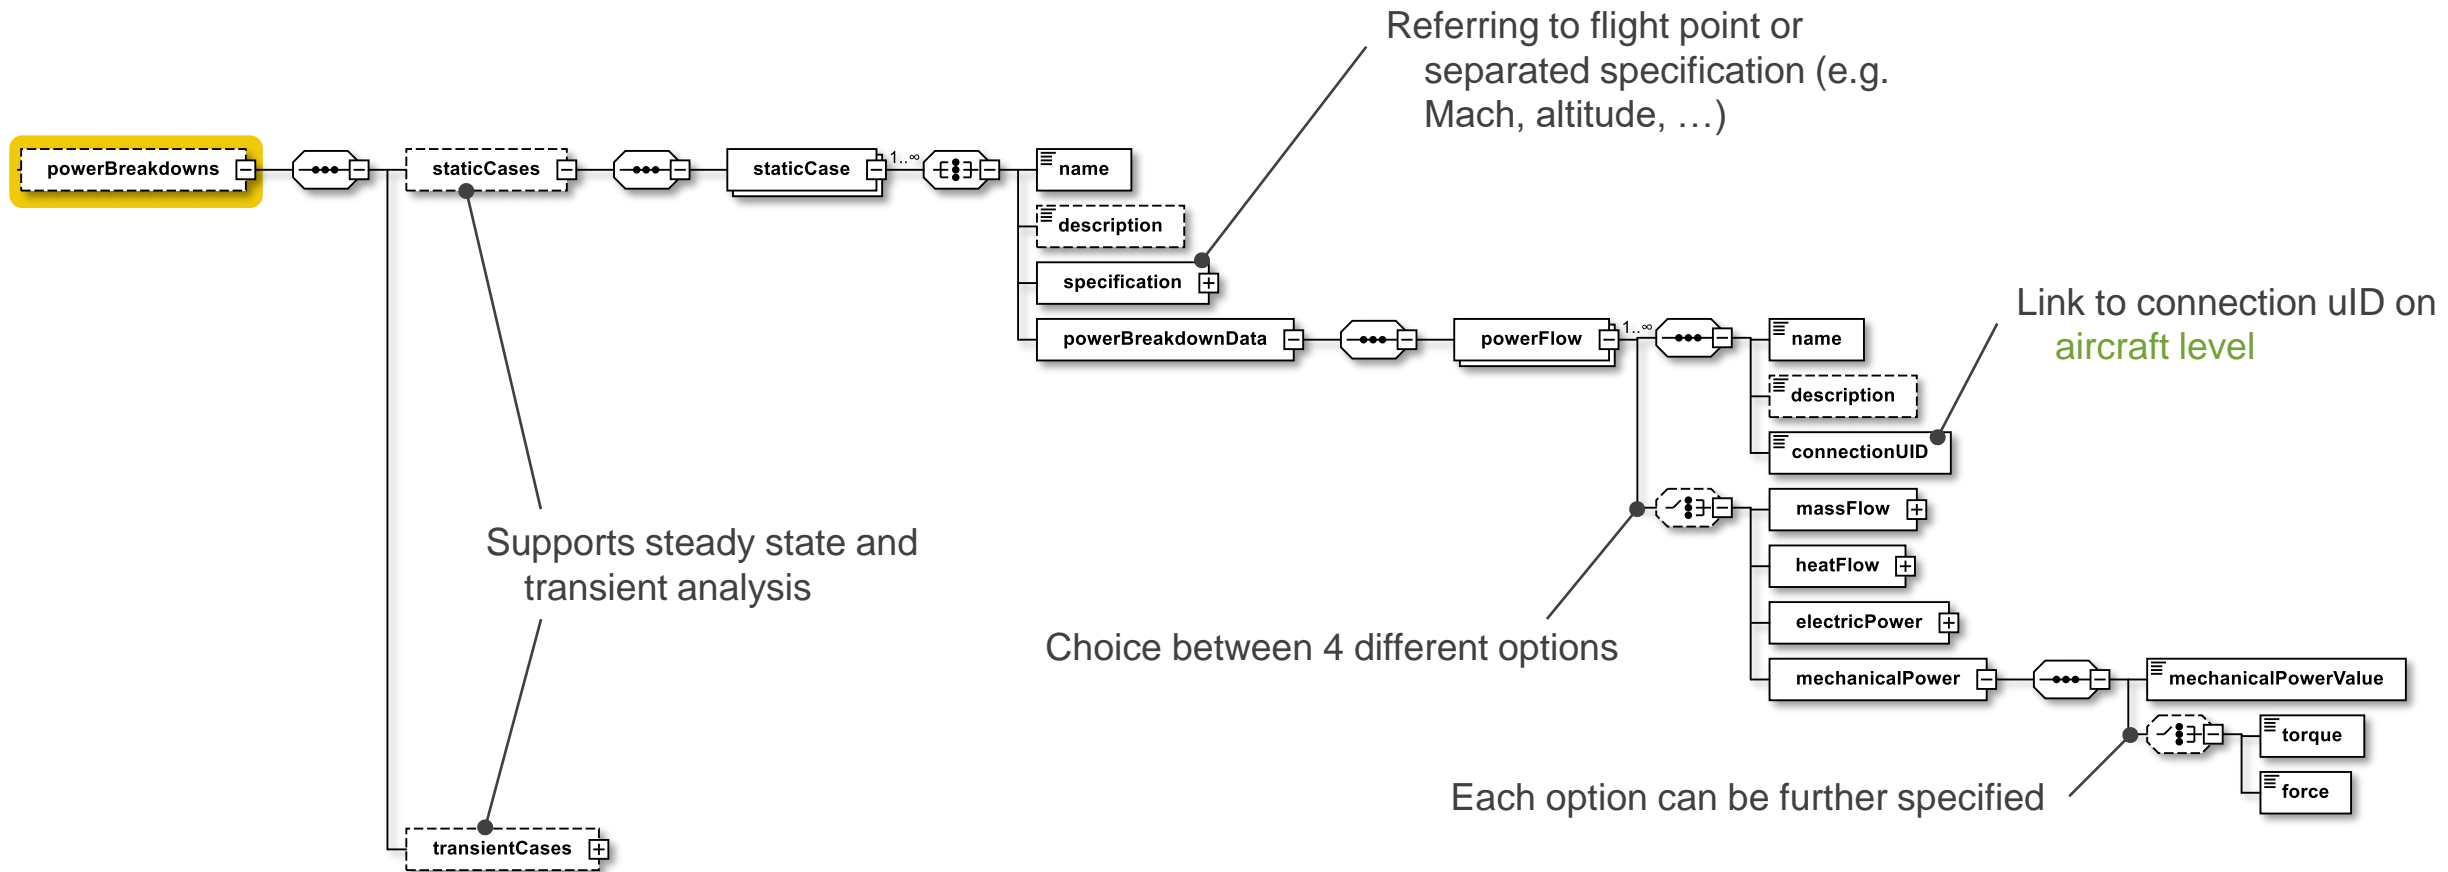 Referring to flight point or
separated specification (e.g.
Mach, altitude, …)
powerBreakdowns
staticCases
staticCase
1..∞
name
description
specification
powerBreakdownData
powerFlow
1..∞
name
description
connectionUID
Link to connection uID on
aircraft level
massFlow
heatFlow
electricPower
mechanicalPower
mechanicalPowerValue
torque
force
Supports steady state and
transient analysis
Choice between 4 different options
Each option can be further specified
transientCases